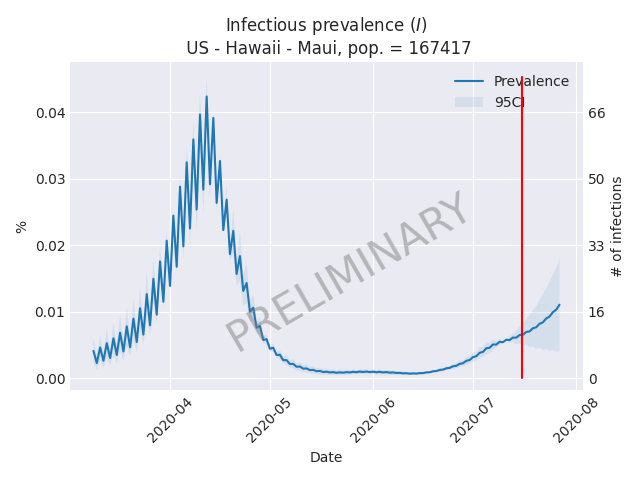 Infectious prevalence (I)
US - Hawaii - Maui, pop. = 167417
Prevalence
95CI
0.04
0.03
0.02
0.01
0.00
%
66
50
33
16
0
# of infections
PRELIMINARY
2020-04
2020-05
2020-06
2020-07
2020-08
Date